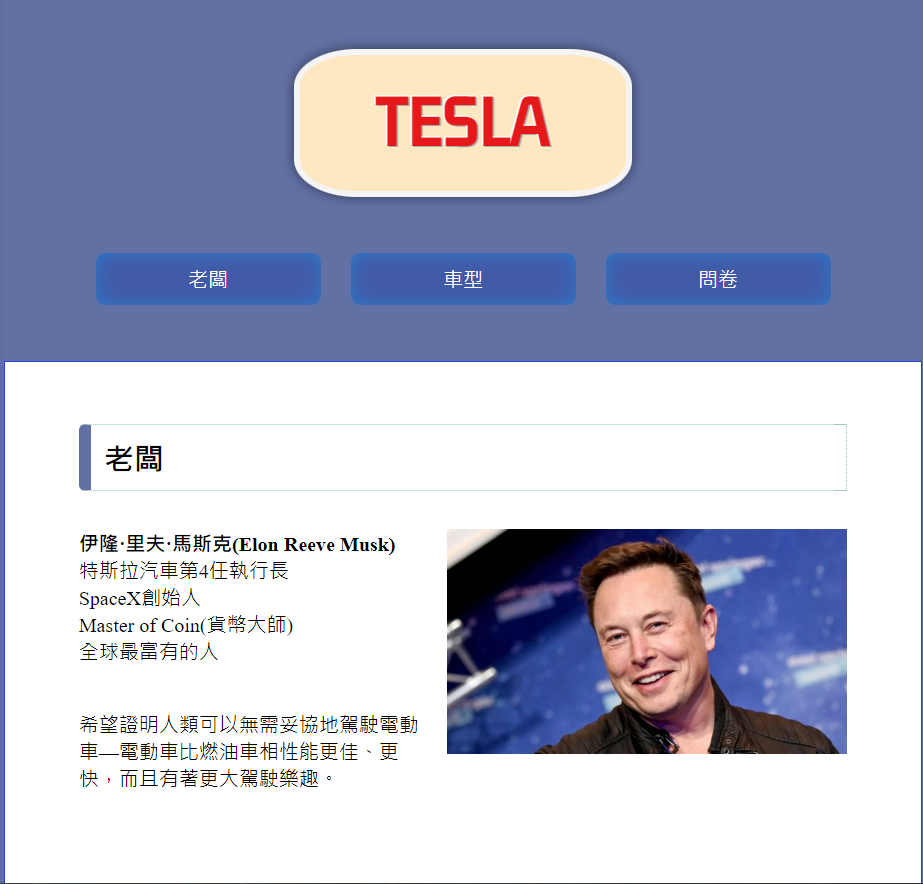 TESLA
老闆
車型
問卷
老闆
伊隆·里夫·馬斯克(Elon Reeve Musk)
特斯拉汽車第4任執行長
SpaceX創始人
Master of Coin(貨幣大師)
全球最富有的人
希望證明人類可以無需妥協地駕駛電動
車—電動車比燃油車相性能更佳、更
快，而且有著更大駕駛樂趣。